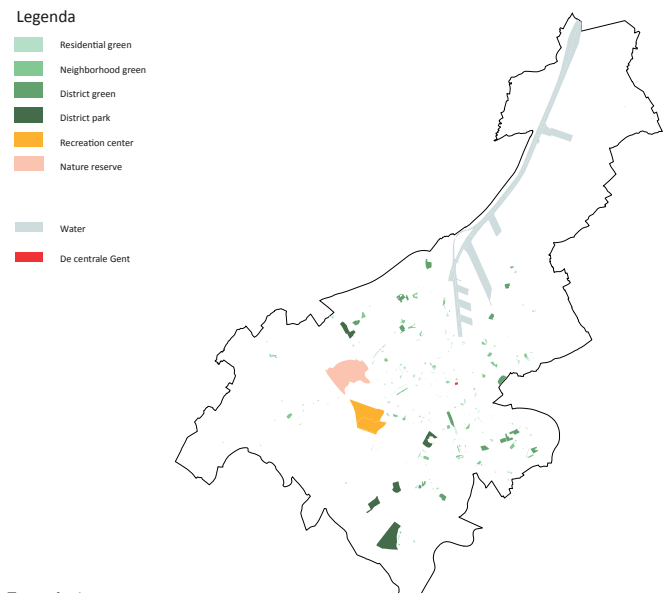 Legenda
Residential green
Neighborhood green
District green
District park
Recreation center
Nature reserve
Water
De centrale Gent